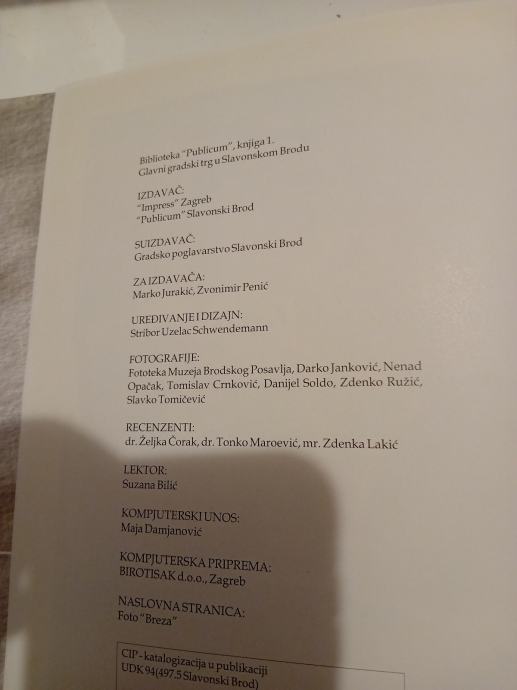 Biblioteka "Publicum", knjiga 1.
Glavni gradski trg u Slavonskom Brodu
IZDAVAČ:
"Impress" Zagreb
"Publicum" Slavonski Brod
SUIZDAVAČ:
Gradsko poglavarstvo Slavonski Brod
ZA IZDAVAČA:
Marko Jurakić, Zvonimir Penić
UREĐIVANJE I DIZAJN:
Stribor Uzelac Schwendemann
FOTOGRAFIJE:
Fototeka Muzeja Brodskog Posavlja, Darko Janković, Nenad
Opačak, Tomislav Crnković, Danijel Soldo, Zdenko Ružić,
Slavko Tomičević
RECENZENTI:
dr. Željka Čorak, dr. Tonko Maroević, mr. Zdenka Lakić
LEKTOR:
Suzana Bilić
KOMPJUTERSKI UNOS:
Maja Damjanović
KOMPJUTERSKA PRIPREMA:
BIROTISAK d.o.o., Zagreb
NASLOVNA STRANICA:
Foto "Breza"
CIP - katalogizacija u publikaciji
UDK 94(497.5 Slavonski Brod)